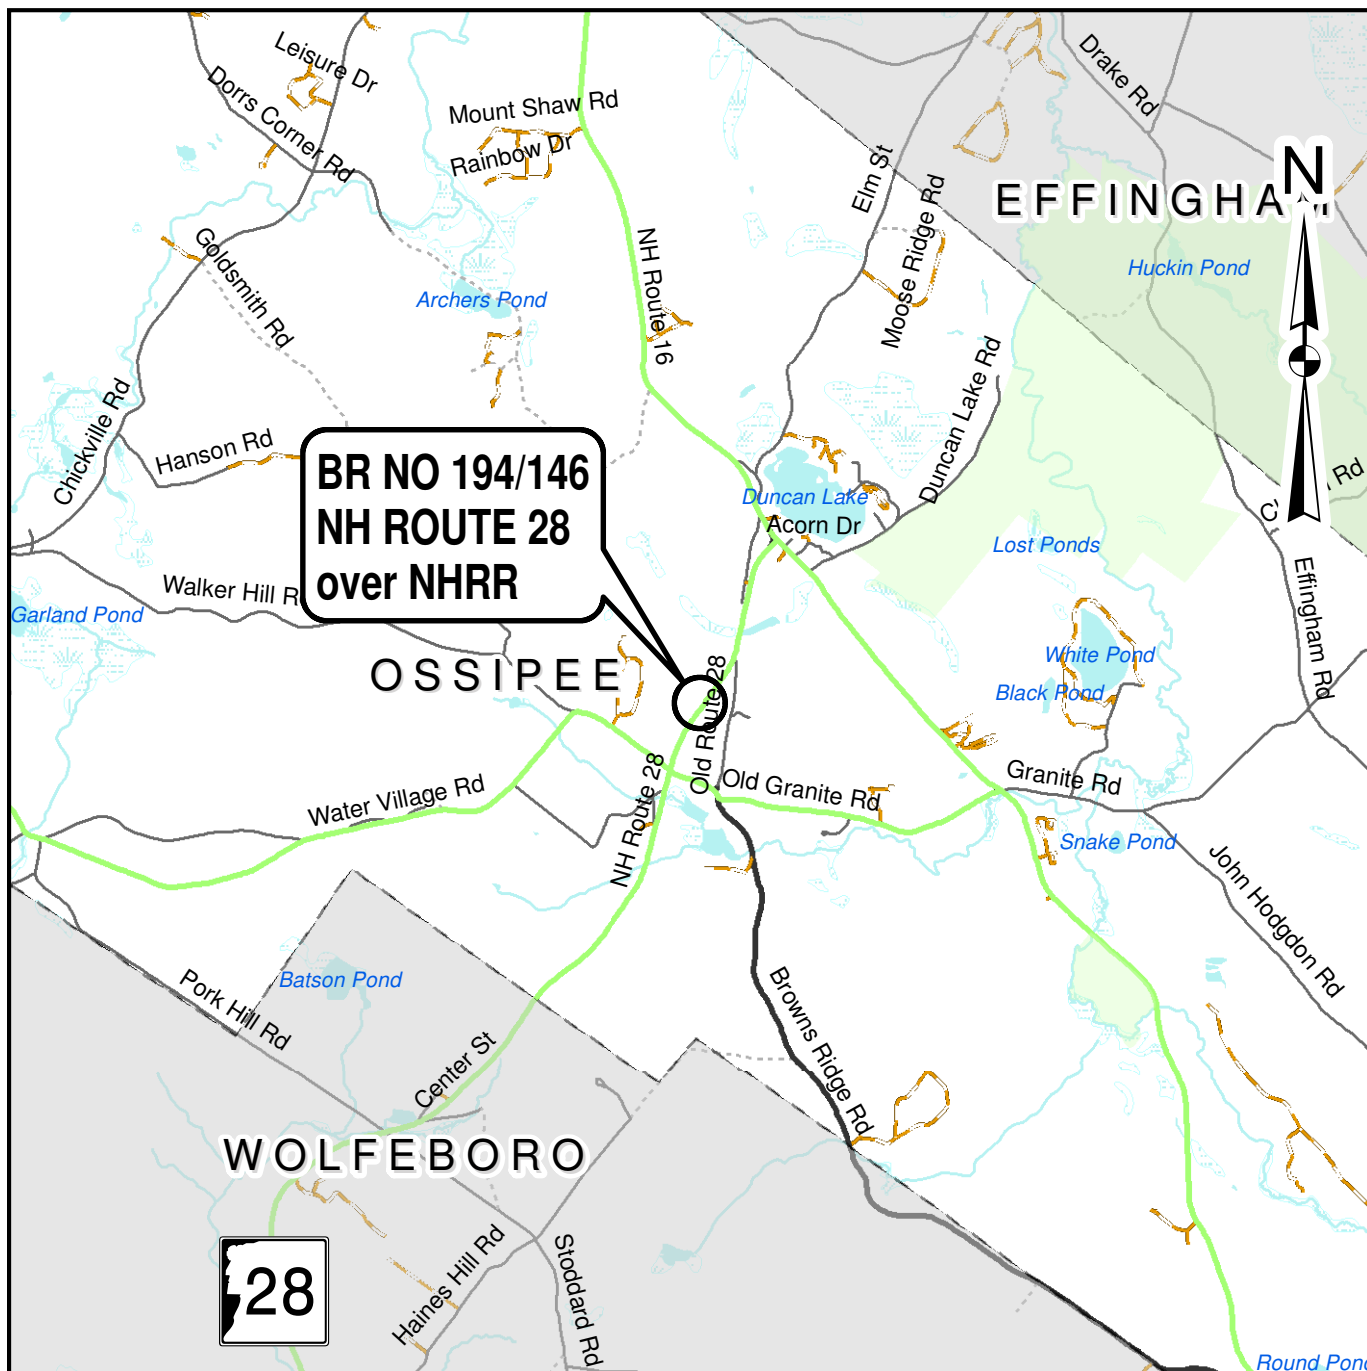 Leisure Dr
Drake Rd
Dorrs Corner Rd
Mount Shaw Rd
Rainbow Dr
Elm St
Moose Ridge Rd
N
EFFINGHAM
Huckin Pond
Goldsmith Rd
NH Route 16
Archers Pond
Duncan Lake Rd
Chickville Rd
Hanson Rd
BR NO 194/146
NH ROUTE 28
over NHRR
Duncan Lake
Acorn Dr
Rd
Lost Ponds
Effingham Rd
Walker Hill R
Garland Pond
OSSIPEE
White Pond
Black Pond
Old Route 28
NH Route 28
Old Granite Rd
Granite Rd
Water Village Rd
Snake Pond
John Hodgdon Rd
Batson Pond
Pork Hill Rd
Browns Ridge Rd
Center St
WOLFEBORO
28
Haines Hill Rd
Stoddard Rd
Round Pond